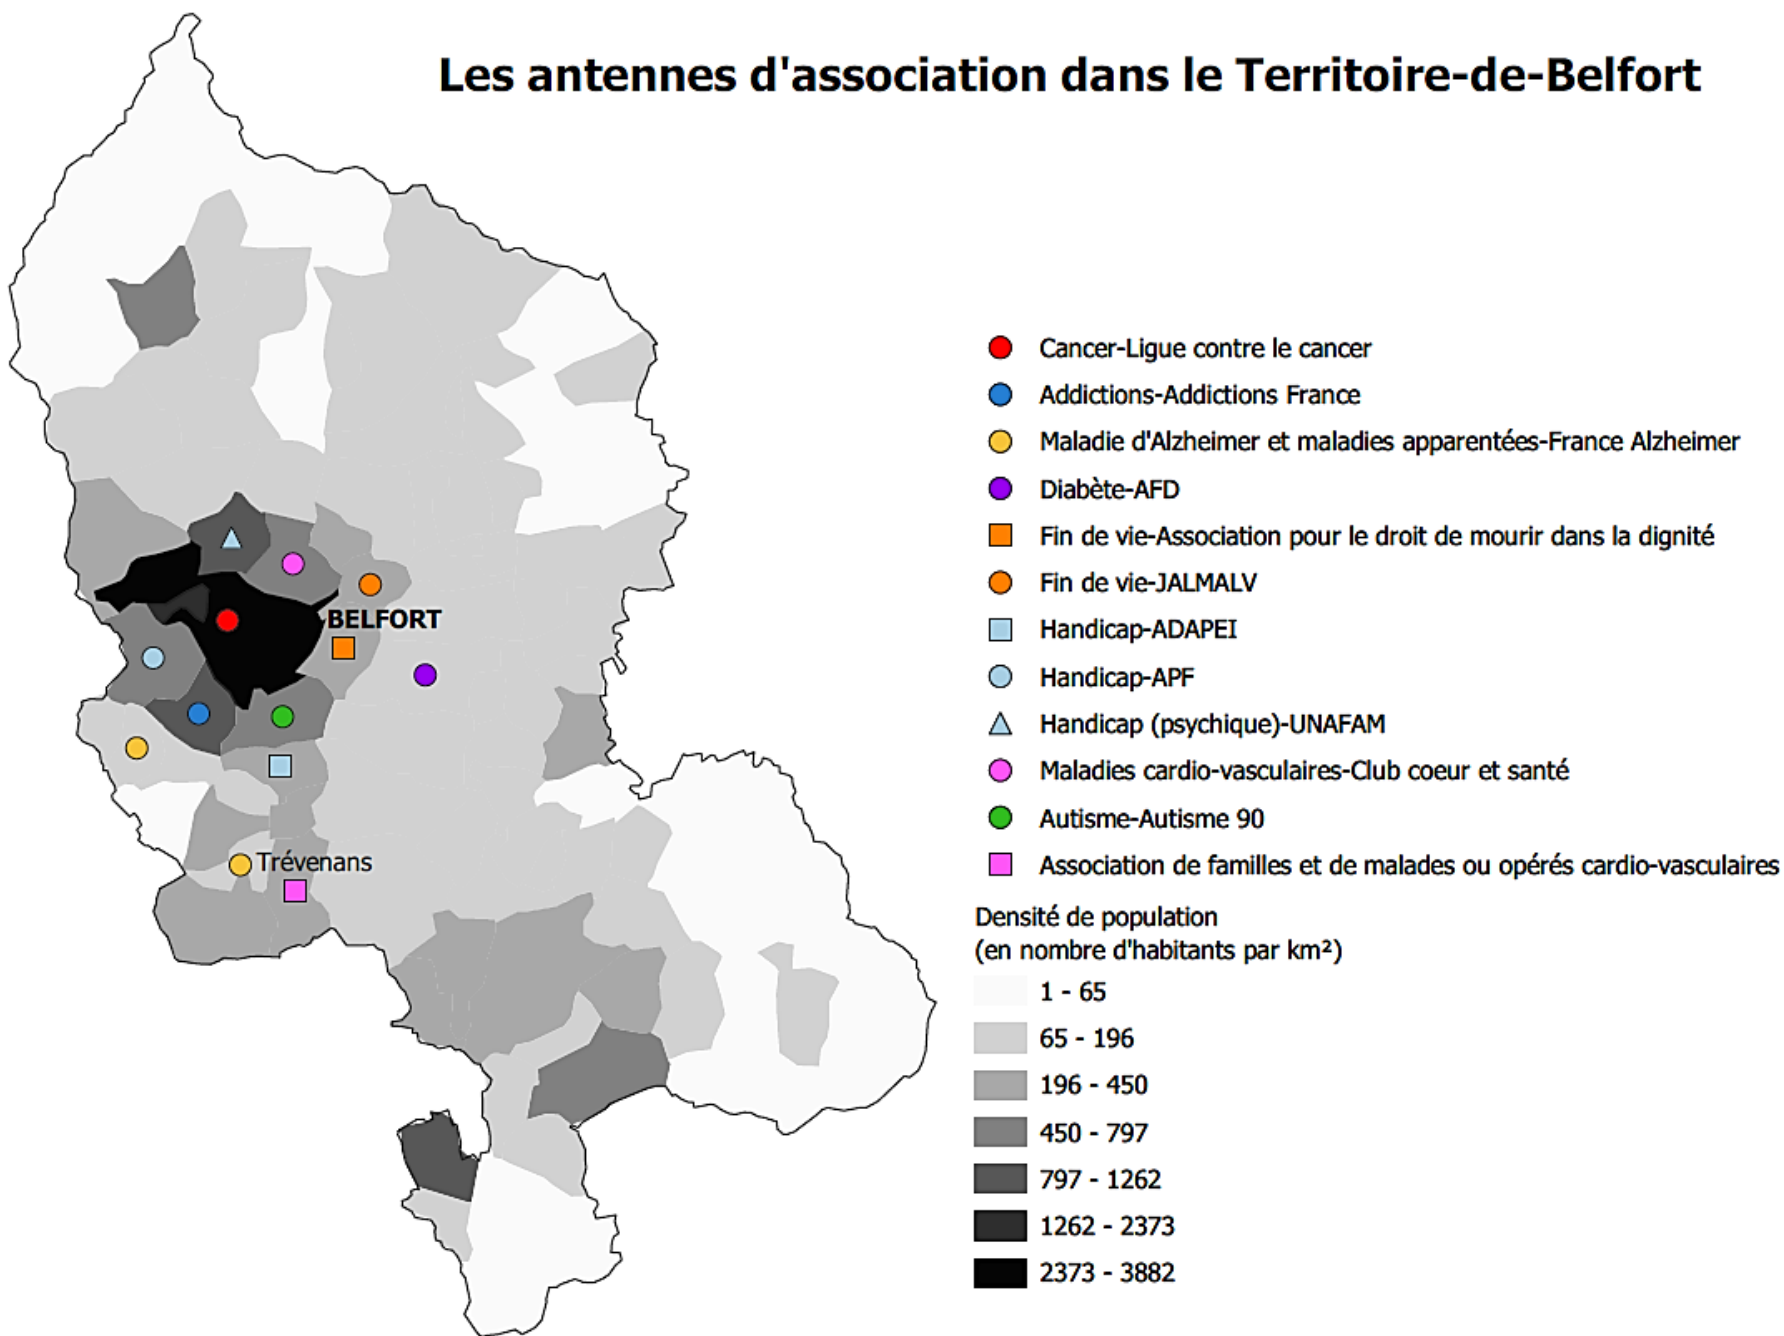 Les antennes d'association dans le Territoire-de-Belfort
Cancer-Ligue contre le cancer
Addictions-Addictions France
Maladie d'Alzheimer et maladies apparentées-France Alzheimer
Diabète-AFD
Fin de vie-Association pour le droit de mourir dans la dignité
Fin de vie-JALMALV
BELFORT
Handicap-ADAPEI
Handicap-APF
Handicap (psychique)-UNAFAM
Maladies cardio-vasculaires-Club coeur et santé
Autisme-Autisme 90
Trévenans
Association de familles et de malades ou opérés cardio-vasculaires
Densité de population
(en nombre d'habitants par km²)
1 - 65
65 - 196
196 - 450
450 - 797
797 - 1262
1262 - 2373
2373 - 3882